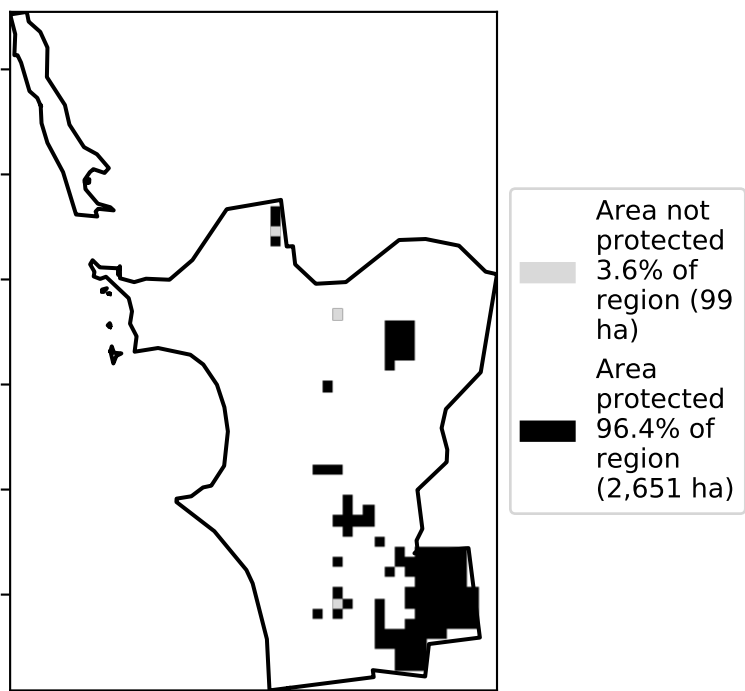 Area not
protected
3.6% of
region (99
ha)
Area
protected
96.4% of
region
(2,651 ha)